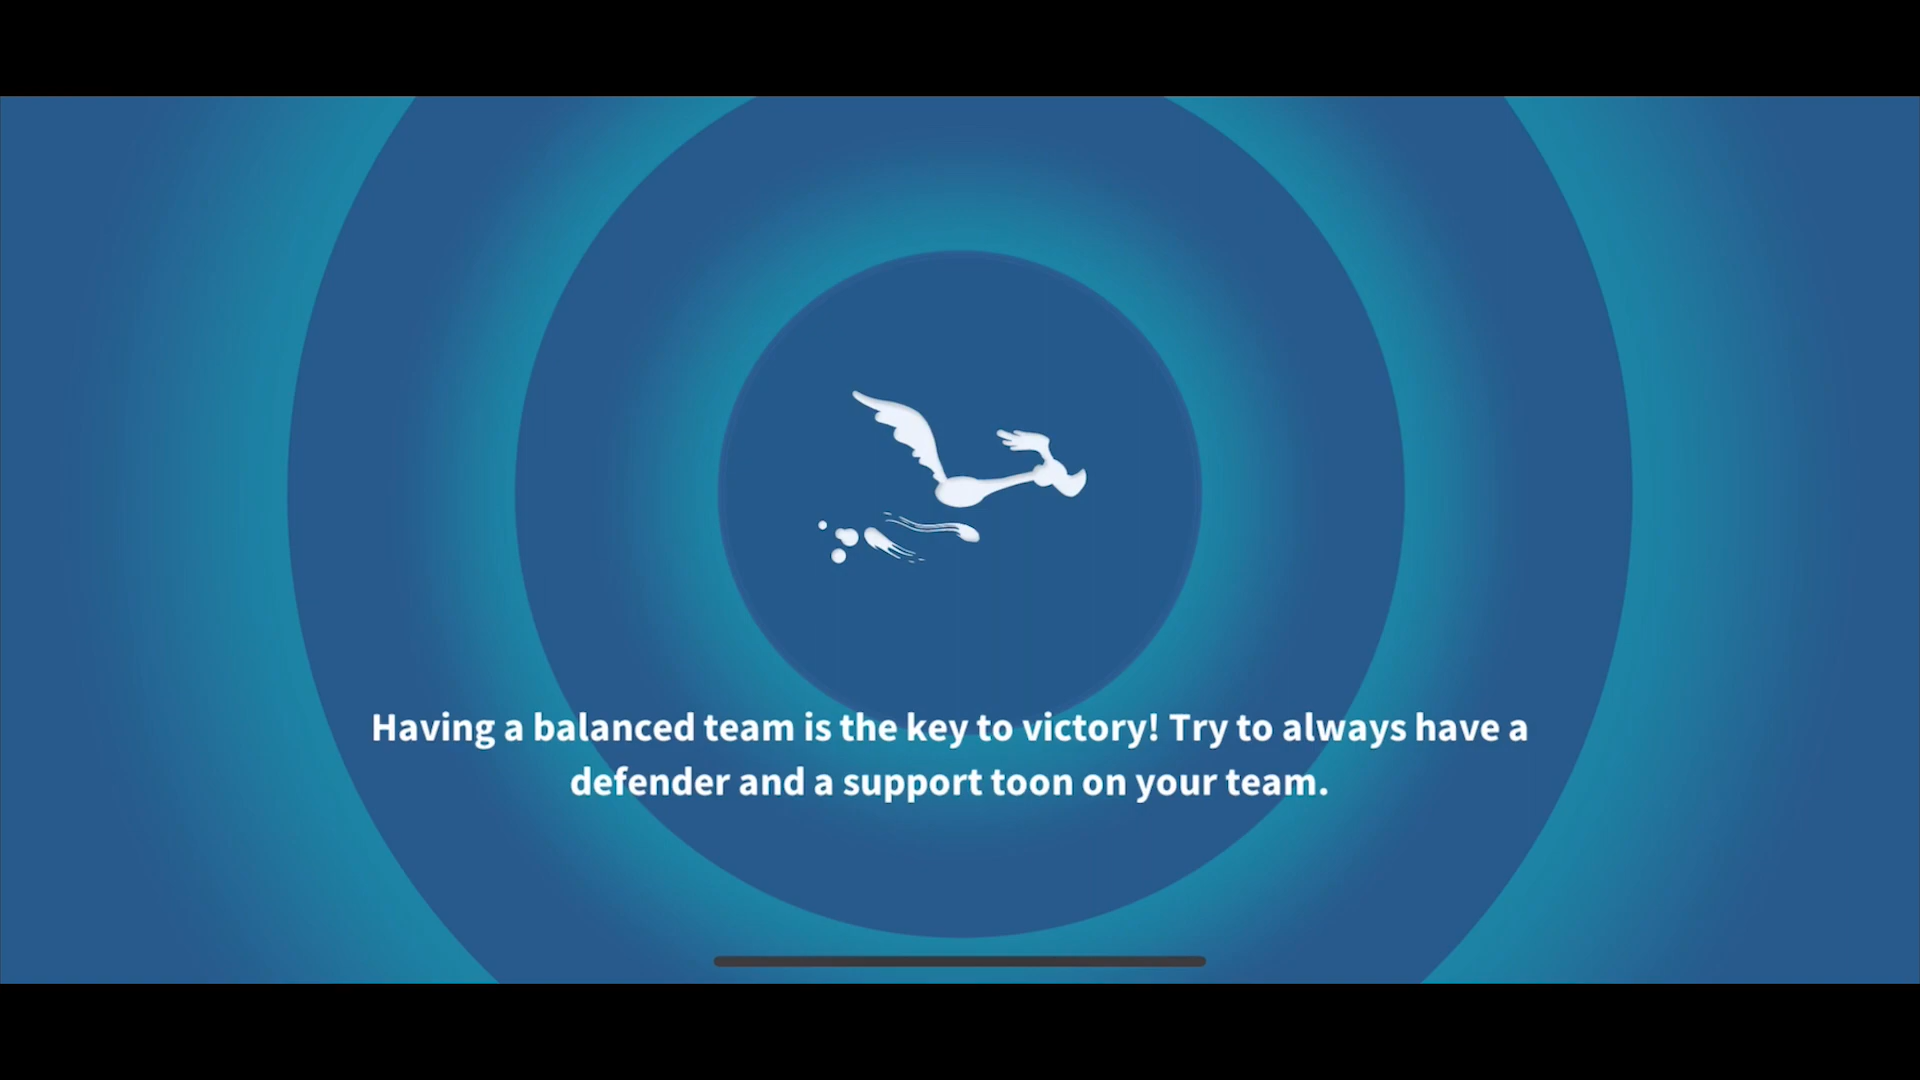 Having a balanced team is the key to victory! Try to always have a
defender and a support toon on your team.